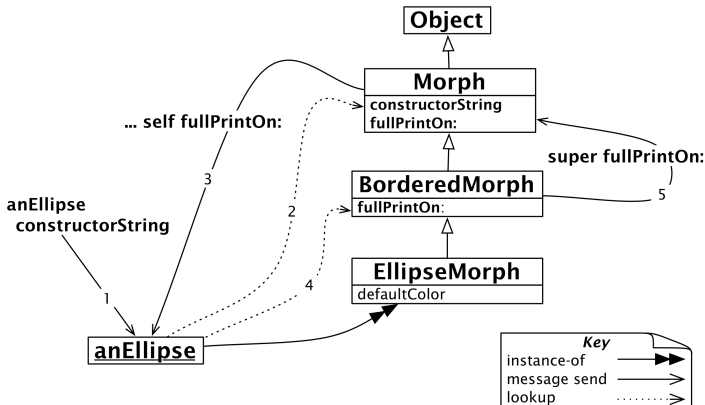 Object
Morph
constructorString
fullPrintOn:
... self fullPrintOn:
super fullPrintOn:
3
BorderedMorph
fullPrintOn:
5
2
anEllipse
constructorString
EllipseMorph
defaultColor
4
1
anEllipse
Key
instance-of
message send
lookup